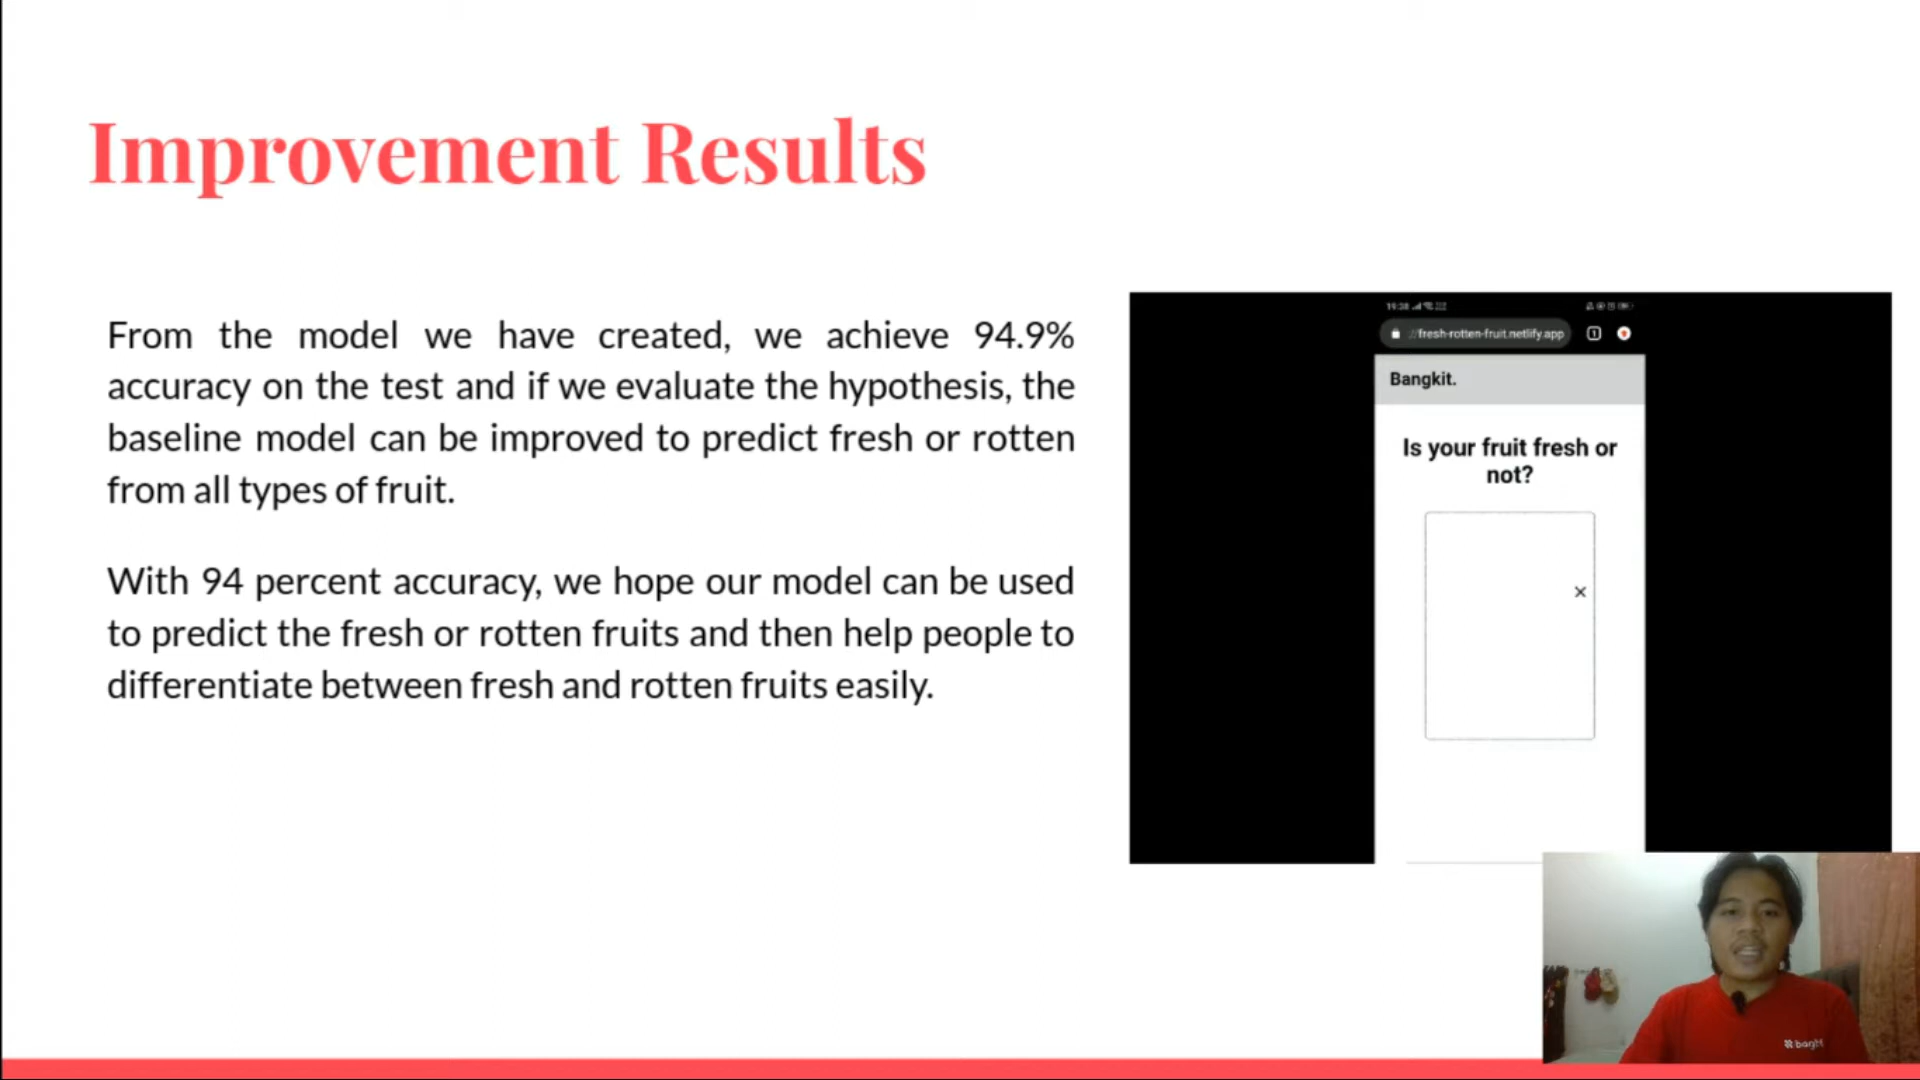 Improvement Results
From the model we have created, we achieve 94.9%
accuracy on the test and if we evaluate the hypothesis, the
baseline model can be improved to predict fresh or rotten
from all types of fruit.
With 94 percent accuracy, we hope our model can be used
to predict the fresh or rotten fruits and then help people to
differentiate between fresh and rotten fruits easily.
19:38
://fresh-rotten-fruit.netlify.app
1
Bangkit.
Is your fruit fresh or
not?